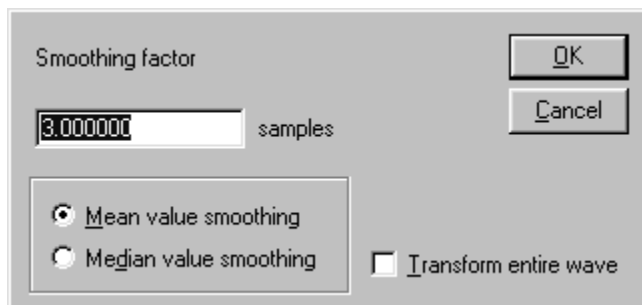 Smoothing factor
OK
3.000000 samples
Cancel
Mean value smoothing
Median value smoothing
Transform entire wave